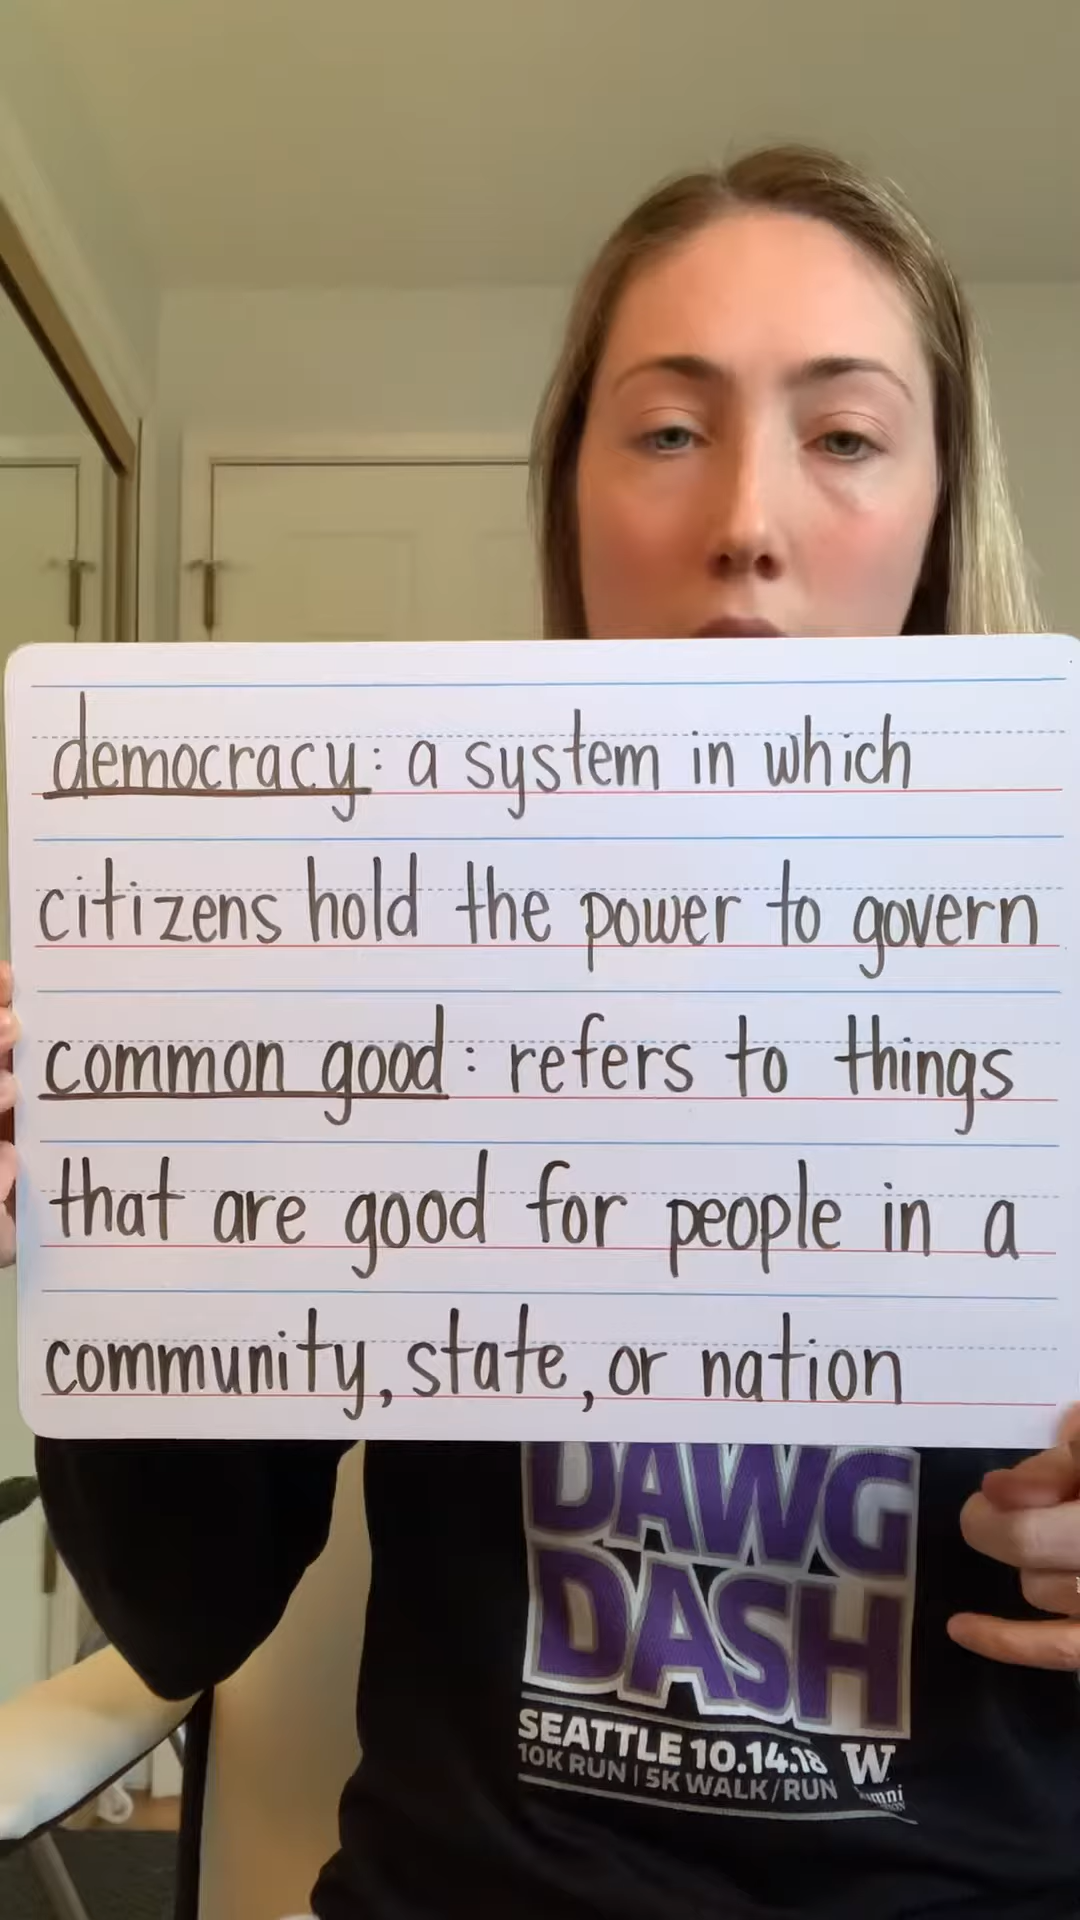 democracy: a system in which
citizens hold the power to govern
common good: refers to things
that are good for people in a
community, state, or nation
DAWG
DASH
SEATTLE 10.14.18
10K RUN | 5K WALK/RUN
W